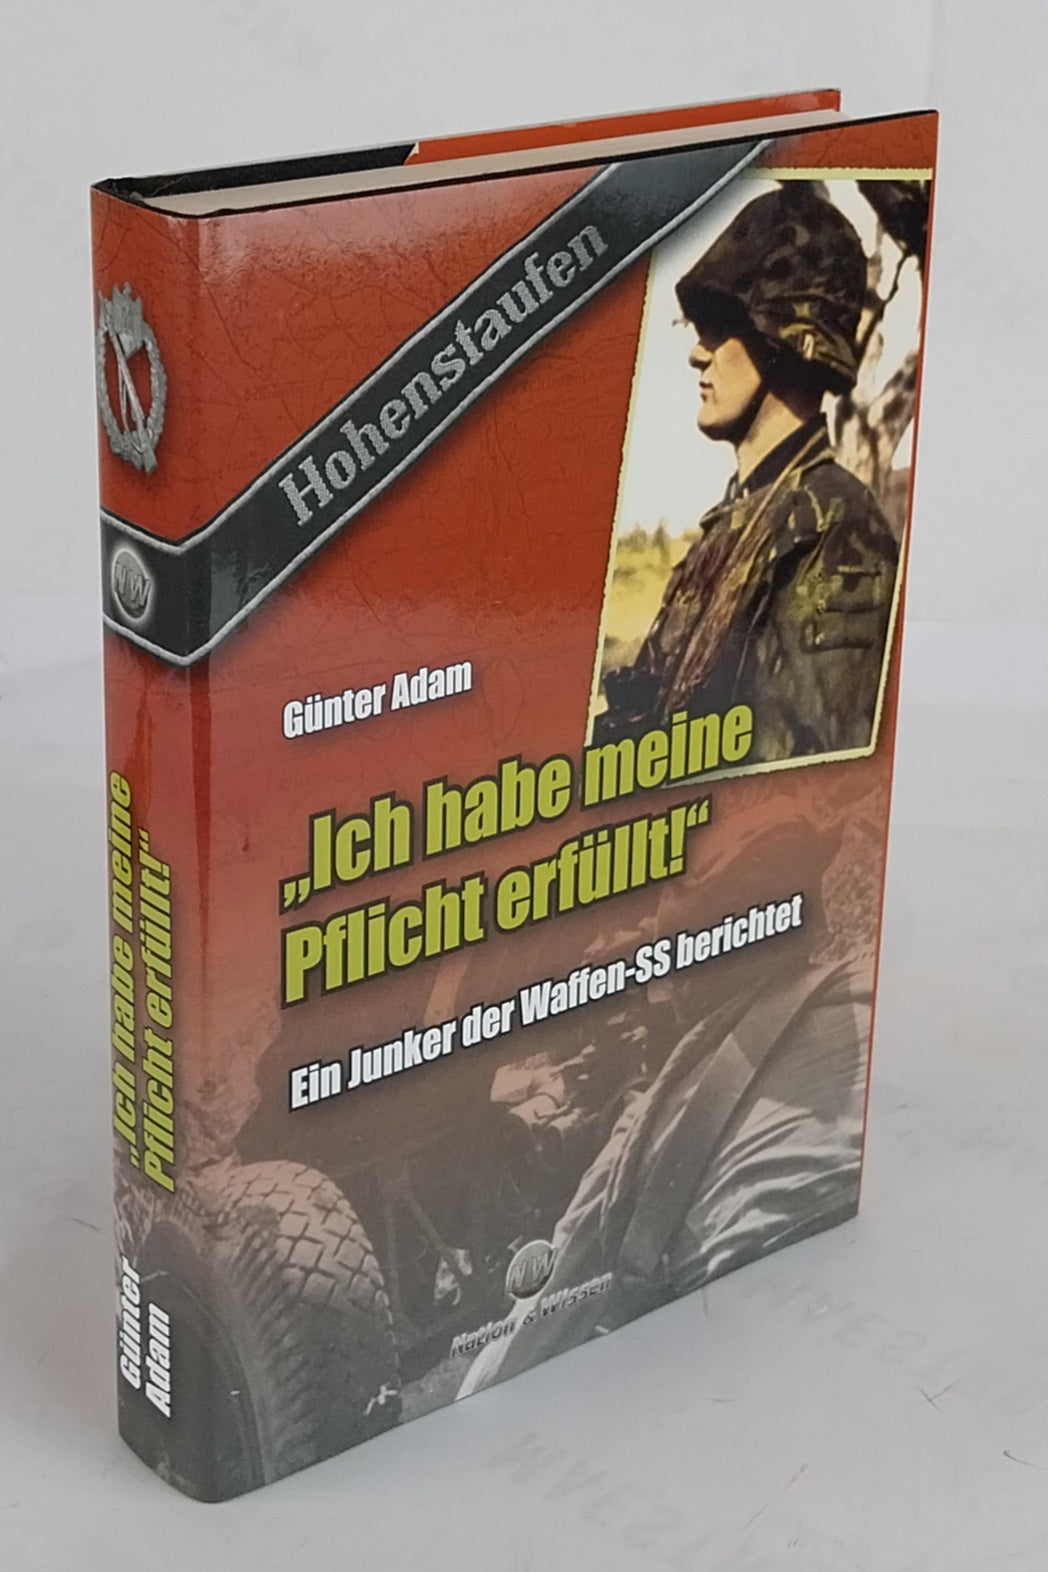 Hohenstaufen
Günter Adam
„Ich habe meine
Pflicht erfüllt!“
Ein Junker der Waffen-SS berichtet
NW
Nation & Wissen
NW
„Ich habe meine
Pflicht erfüllt!“
Günter
Adam